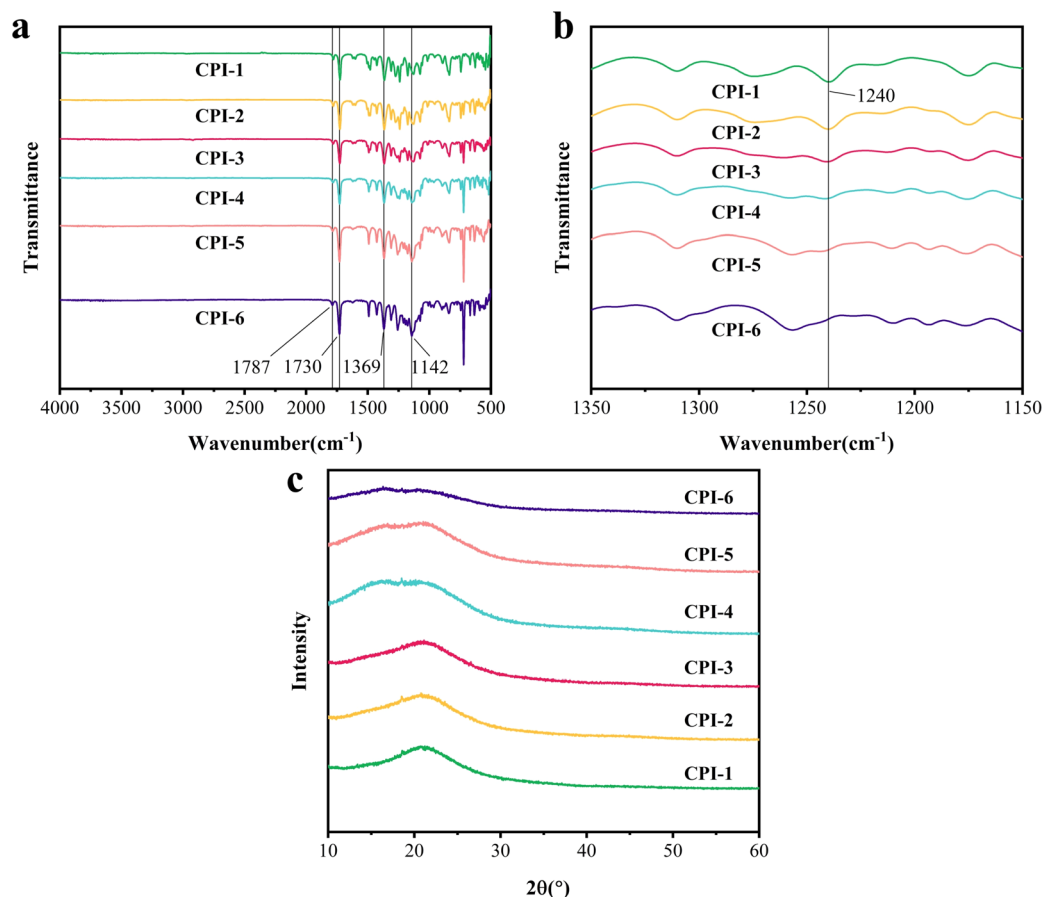 a
CPI-1
CPI-2
CPI-3
CPI-4
CPI-5
CPI-6
1787 1730 1369 1142
4000 3500 3000 2500 2000 1500 1000 500
Wavenumber(cm⁻¹)
Transmittance
b
CPI-1
1240
CPI-2
CPI-3
CPI-4
CPI-5
CPI-6
1350 1300 1250 1200 1150
Wavenumber(cm⁻¹)
Transmittance
c
CPI-6
CPI-5
CPI-4
CPI-3
CPI-2
CPI-1
10 20 30 40 50 60
2θ(°)
Intensity